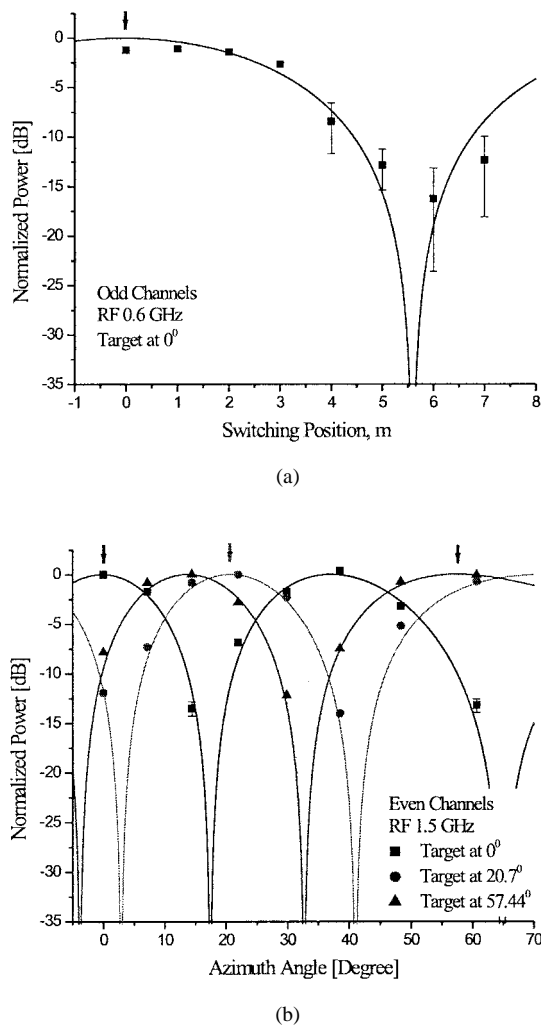 0
-5
-10
-15
-20
-25
-30
-35
Normalized Power [dB]
Odd Channels
RF 0.6 GHz
Target at 0⁰
-1 0 1 2 3 4 5 6 7 8
Switching Position, m
(a)
0
-5
-10
-15
-20
-25
-30
-35
Normalized Power [dB]
Even Channels
RF 1.5 GHz
Target at 0⁰
Target at 20.7⁰
Target at 57.44⁰
0 10 20 30 40 50 60 70
Azimuth Angle [Degree]
(b)